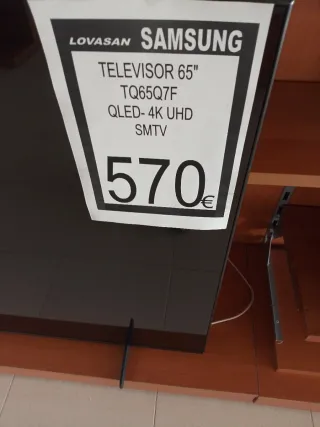 LOVASAN SAMSUNG
TELEVISOR 65"
TQ65Q7F
QLED- 4K UHD
SMTV
570€